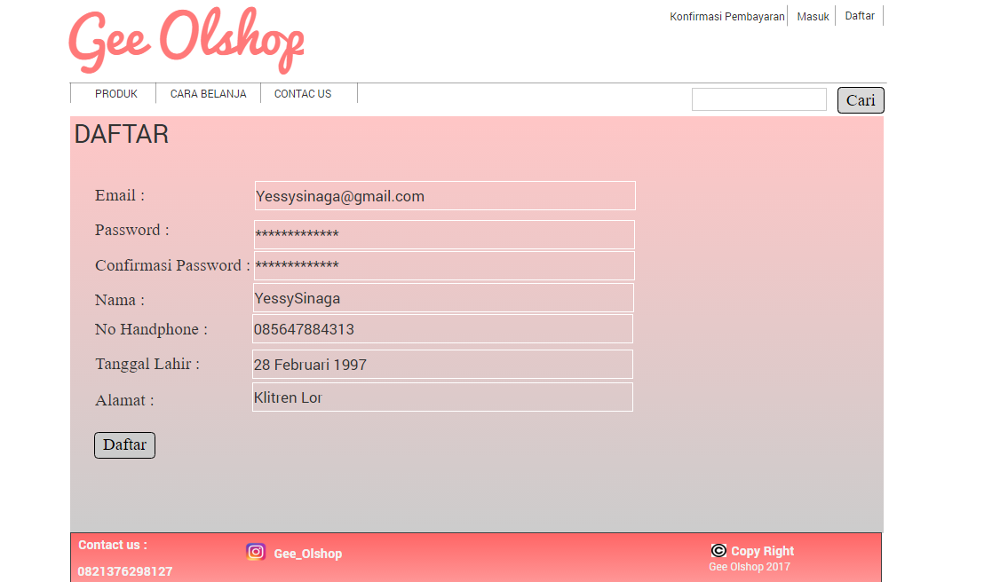 Gee Olshop
Konfirmasi Pembayaran Masuk Daftar
PRODUK CARA BELANJA CONTAC US Cari
DAFTAR
Email : Yessysinaga@gmail.com
Password : *************
Confirmasi Password : *************
Nama : YessySinaga
No Handphone : 085647884313
Tanggal Lahir : 28 Februari 1997
Alamat : Klitren Lor
Daftar
Contact us :
0821376298127
Gee_Olshop
© Copy Right
Gee Olshop 2017